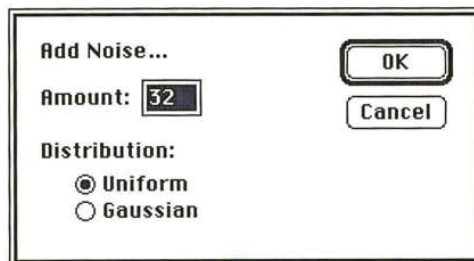 Add Noise...
OK
Amount: 32
Cancel
Distribution:
Uniform
Gaussian